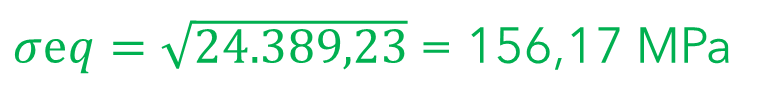 σeq = √24.389,23 = 156,17 MPa